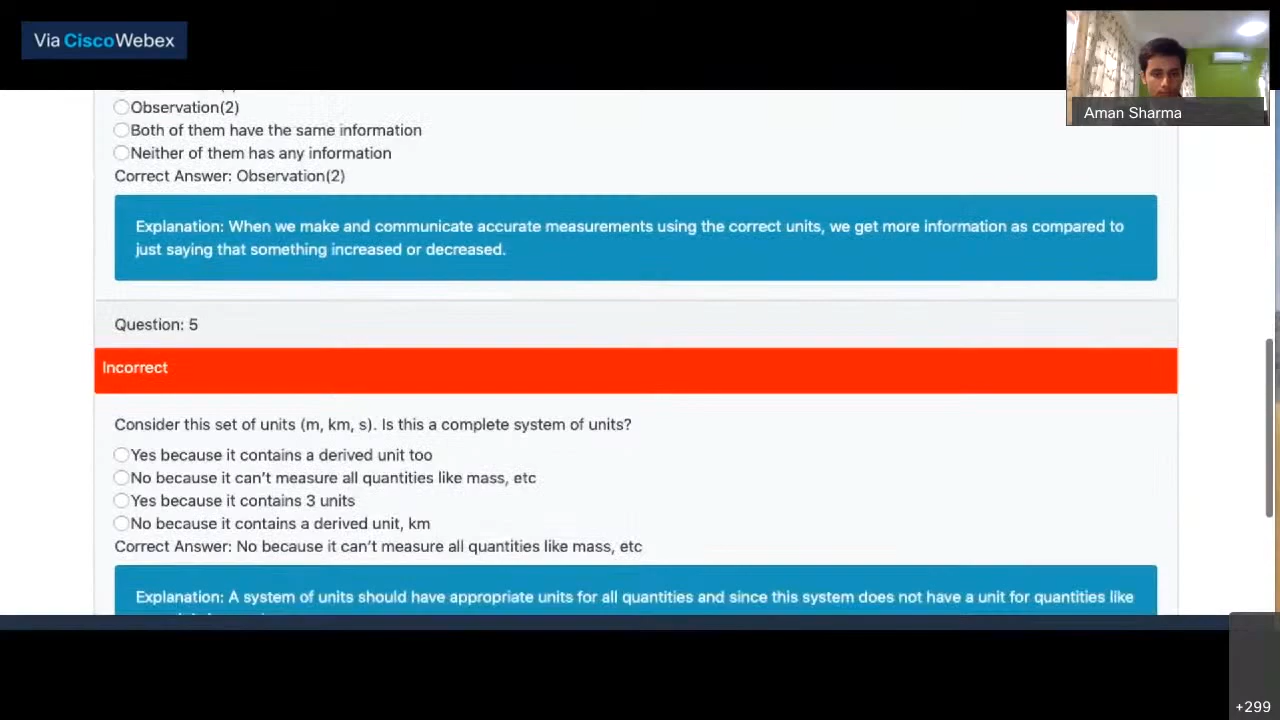 Via Cisco Webex
Aman Sharma
Observation(2)
Both of them have the same information
Neither of them has any information
Correct Answer: Observation(2)
Explanation: When we make and communicate accurate measurements using the correct units, we get more information as compared to
just saying that something increased or decreased.
Question: 5
Incorrect
Consider this set of units (m, km, s). Is this a complete system of units?
Yes because it contains a derived unit too
No because it can't measure all quantities like mass, etc
Yes because it contains 3 units
No because it contains a derived unit, km
Correct Answer: No because it can't measure all quantities like mass, etc
Explanation: A system of units should have appropriate units for all quantities and since this system does not have a unit for quantities like
+299